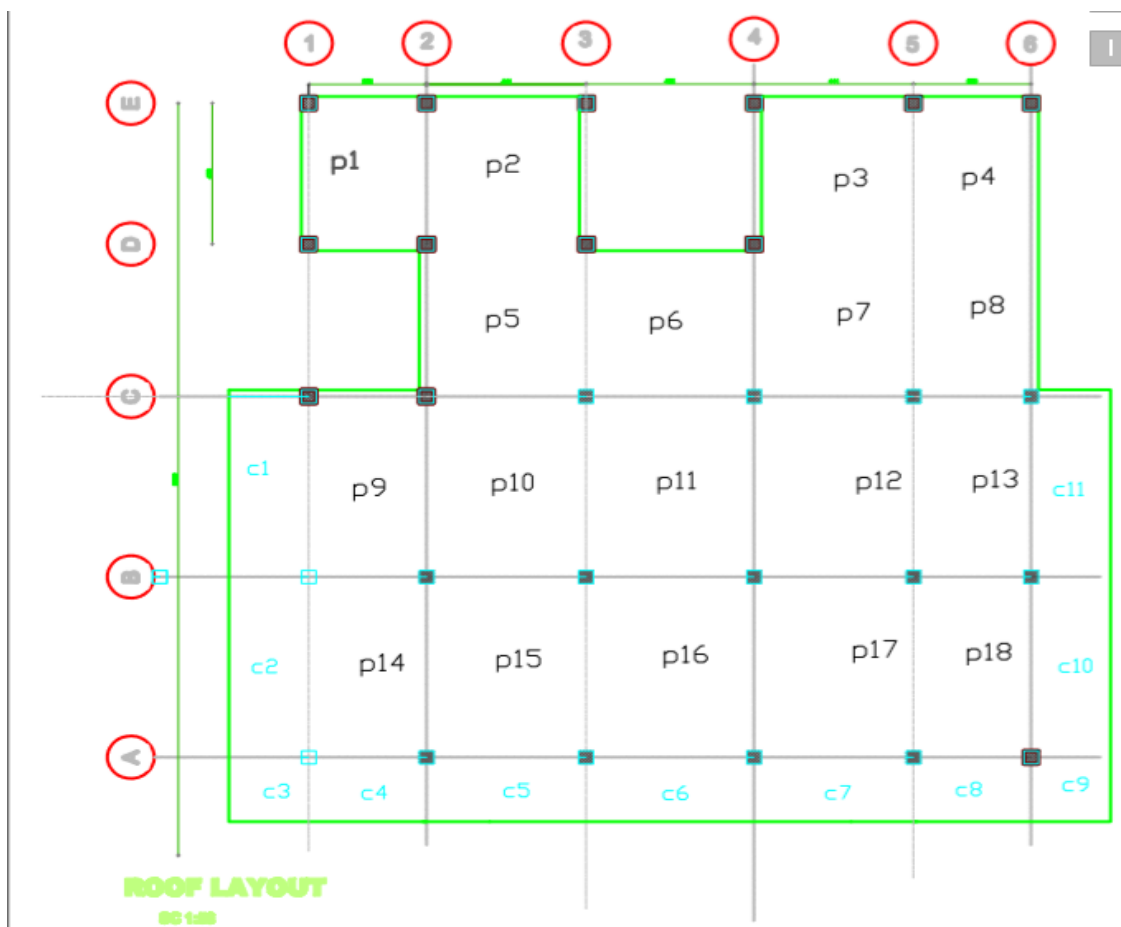 1 2 3 4 5 6
I
E
p1 p2 p3 p4
D
p5 p6 p7 p8
C
c1 p9 p10 p11 p12 p13 c11
B
c2 p14 p15 p16 p17 p18 c10
A
c3 c4 c5 c6 c7 c8 c9
ROOF LAYOUT